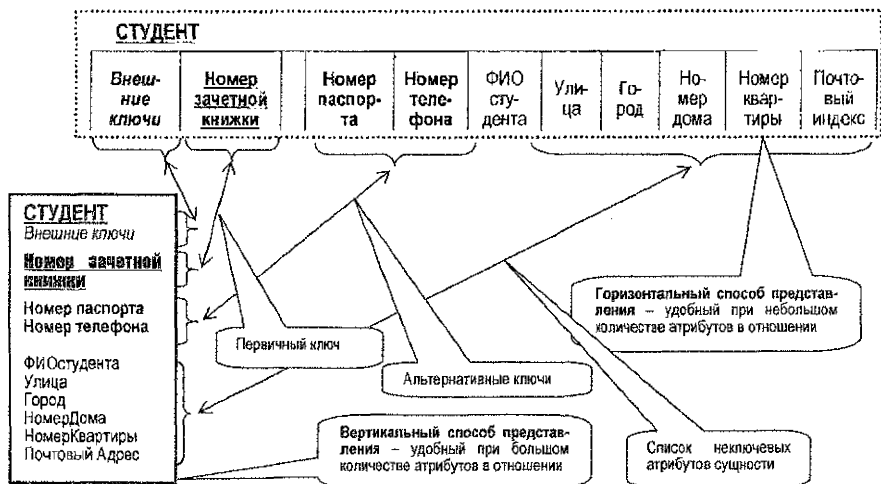 СТУДЕНТ
Внеш-
ние
ключи
Номер
зачетной
книжки
Номер
паспор-
та
Номер
теле-
фона
ФИО
сту-
дента
Ули-
ца
Го-
род
Но-
мер
дома
Номер
квар-
тиры
Почто-
вый
индекс
СТУДЕНТ
Внешние ключи
Номер зачетной
книжки
Номер паспорта
Номер телефона
ФИОстудента
Улица
Город
НомерДома
НомерКвартиры
Почтовый Адрес
Первичный ключ
Альтернативные ключи
Горизонтальный способ представ-
ления – удобный при небольшом
количестве атрибутов в отношении
Вертикальный способ представ-
ления – удобный при большом
количестве атрибутов в отношении
Список неключевых
атрибутов сущности